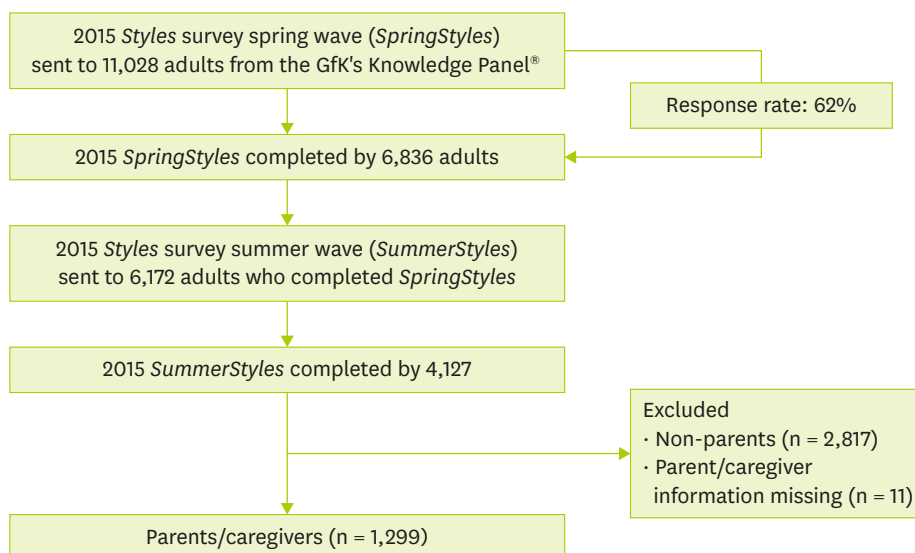 2015 Styles survey spring wave (SpringStyles)
sent to 11,028 adults from the GfK's Knowledge Panel®
Response rate: 62%
2015 SpringStyles completed by 6,836 adults
2015 Styles survey summer wave (SummerStyles)
sent to 6,172 adults who completed SpringStyles
2015 SummerStyles completed by 4,127
Excluded
· Non-parents (n = 2,817)
· Parent/caregiver
information missing (n = 11)
Parents/caregivers (n = 1,299)